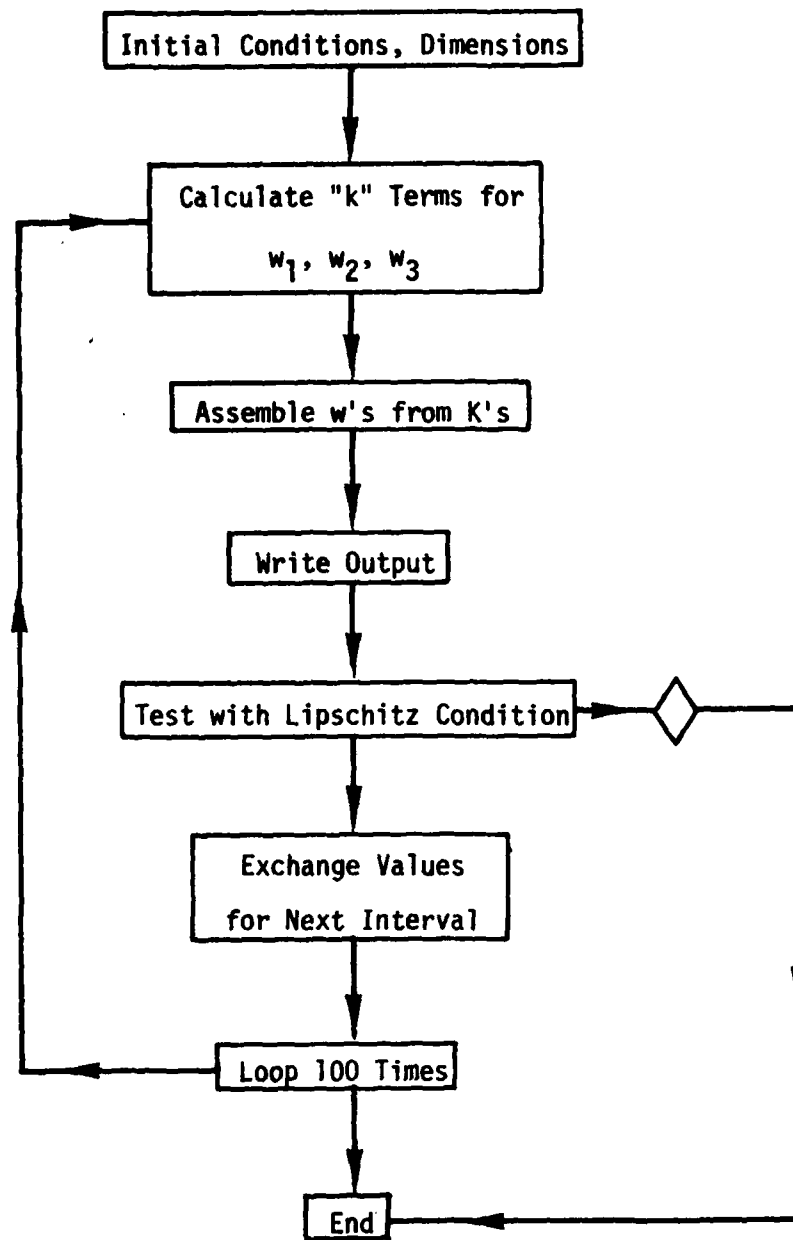 Initial Conditions, Dimensions
Calculate "k" Terms for
w1, w2, w3
Assemble w's from K's
Write Output
Test with Lipschitz Condition
Exchange Values
for Next Interval
Loop 100 Times
End